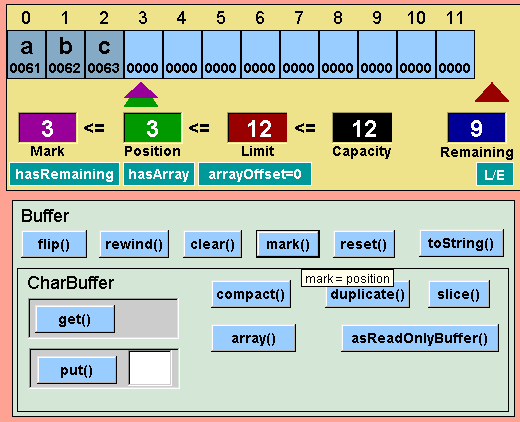 0 1 2 3 4 5 6 7 8 9 10 11
a b c
0061 0062 0063 0000 0000 0000 0000 0000 0000 0000 0000 0000
3 <= 3 <= 12 <= 12 9
Mark Position Limit Capacity Remaining
hasRemaining hasArray arrayOffset=0 L/E
Buffer
flip() rewind() clear() mark() reset() toString()
mark = position
CharBuffer
compact() duplicate() slice()
get()
array() asReadOnlyBuffer()
put()